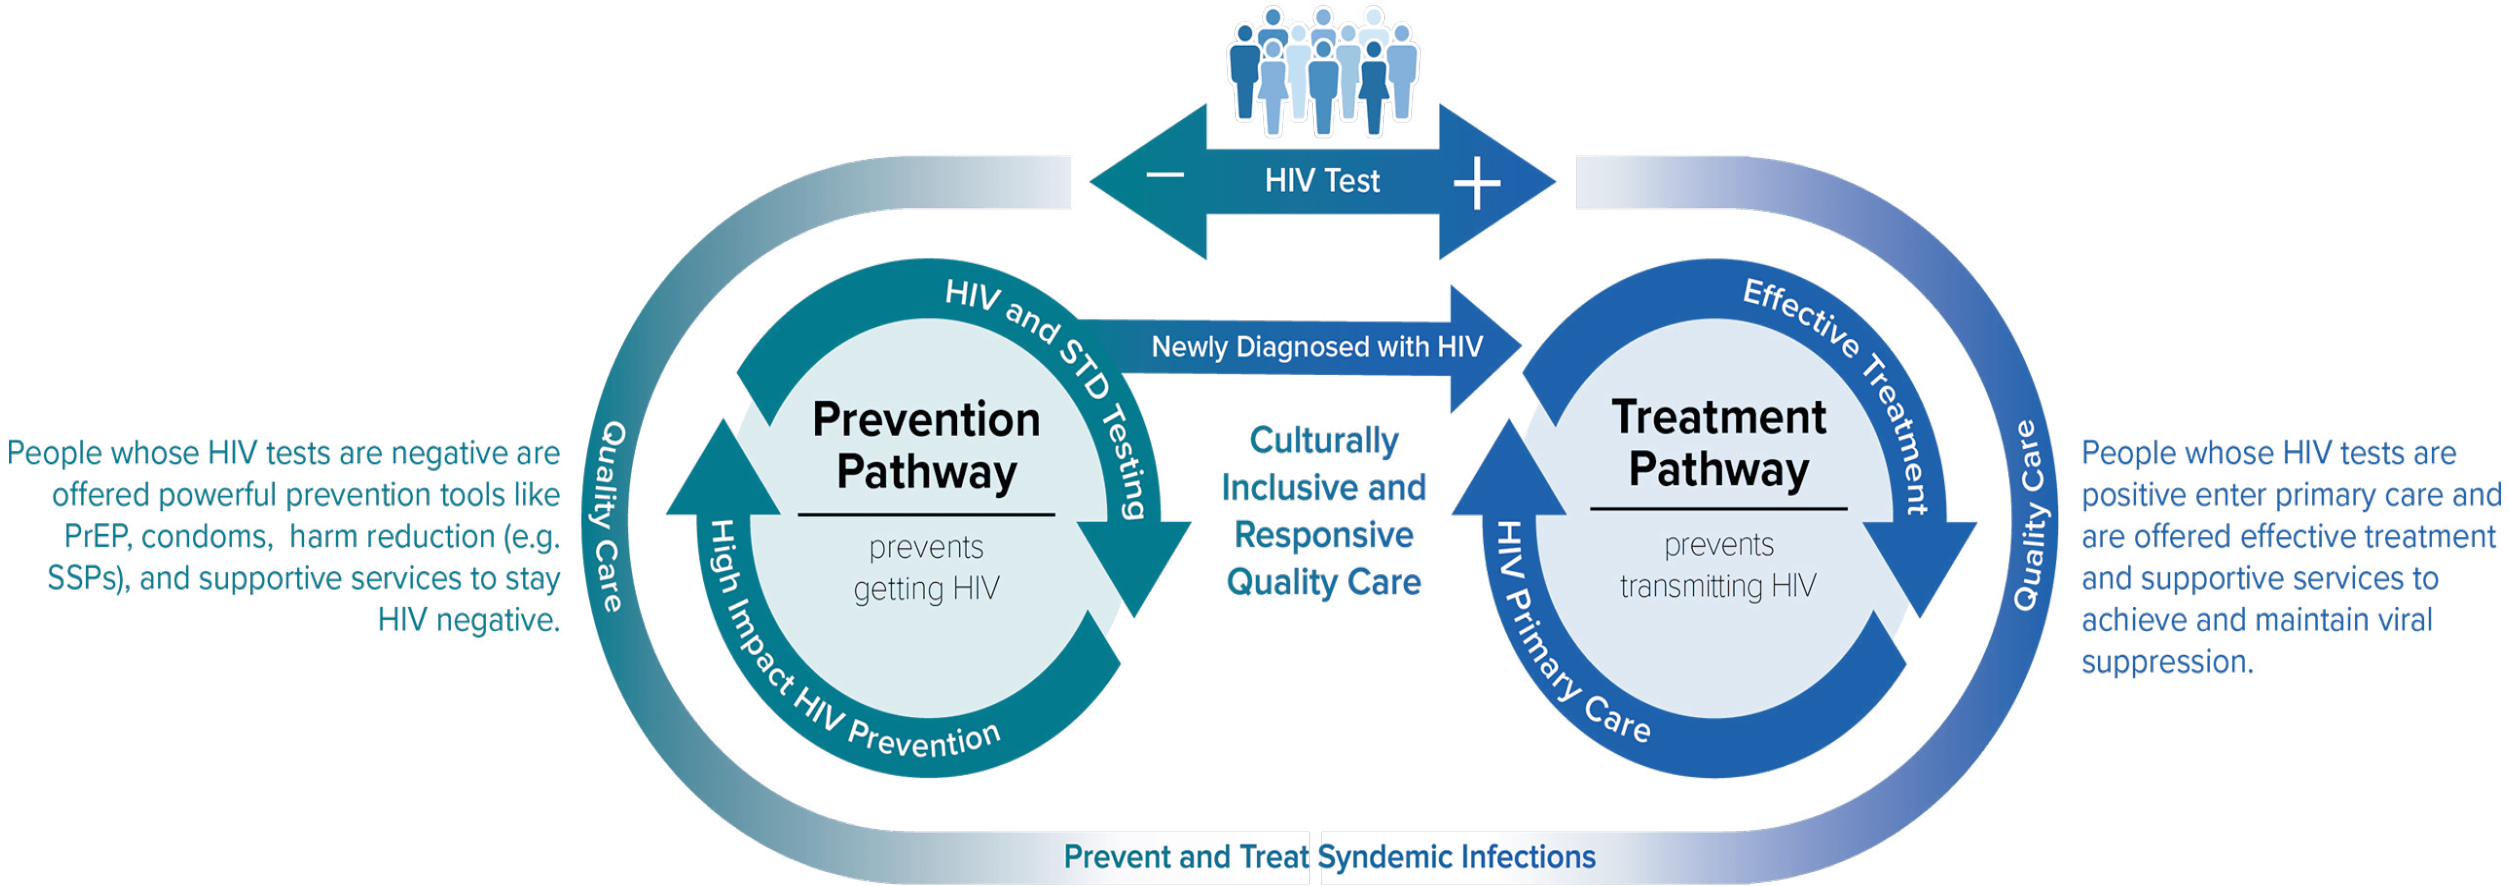 −
HIV Test
+
Newly Diagnosed with HIV
HIV and STD Testing
High Impact HIV Prevention
Prevention
Pathway
prevents
getting HIV
Culturally
Inclusive and
Responsive
Quality Care
Effective Treatment
HIV Primary Care
Treatment
Pathway
prevents
transmitting HIV
Quality Care
Quality Care
People whose HIV tests are negative are
offered powerful prevention tools like
PrEP, condoms, harm reduction (e.g.
SSPs), and supportive services to stay
HIV negative.
People whose HIV tests are
positive enter primary care and
are offered effective treatment
and supportive services to
achieve and maintain viral
suppression.
Prevent and Treat Syndemic Infections